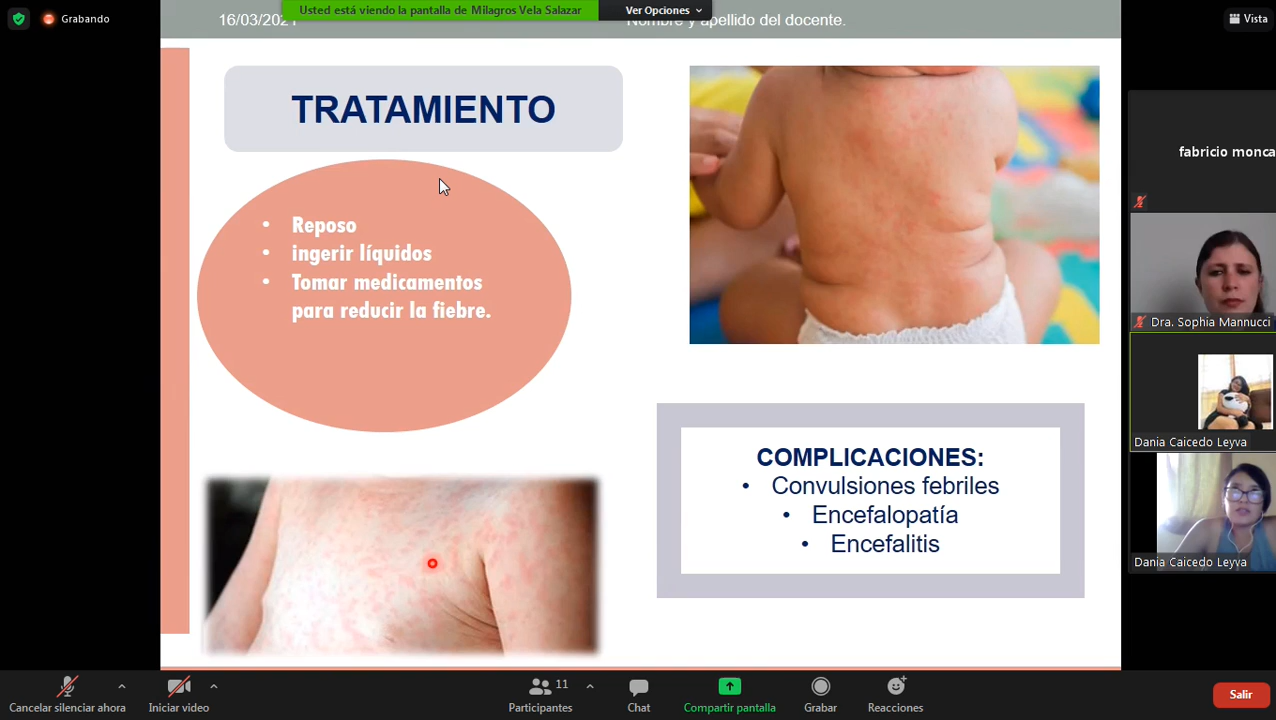 Grabando
16/03/2021
Usted está viendo la pantalla de Milagros Vela Salazar
Ver Opciones
Nombre y apellido del docente.
Vista
TRATAMIENTO
• Reposo
• ingerir líquidos
• Tomar medicamentos
para reducir la fiebre.
COMPLICACIONES:
• Convulsiones febriles
• Encefalopatía
• Encefalitis
fabricio monca
Dra. Sophia Mannucci
Dania Caicedo Leyva
Dania Caicedo Leyva
Cancelar silenciar ahora
Iniciar video
11
Participantes
Chat
Compartir pantalla
Grabar
Reacciones
Salir